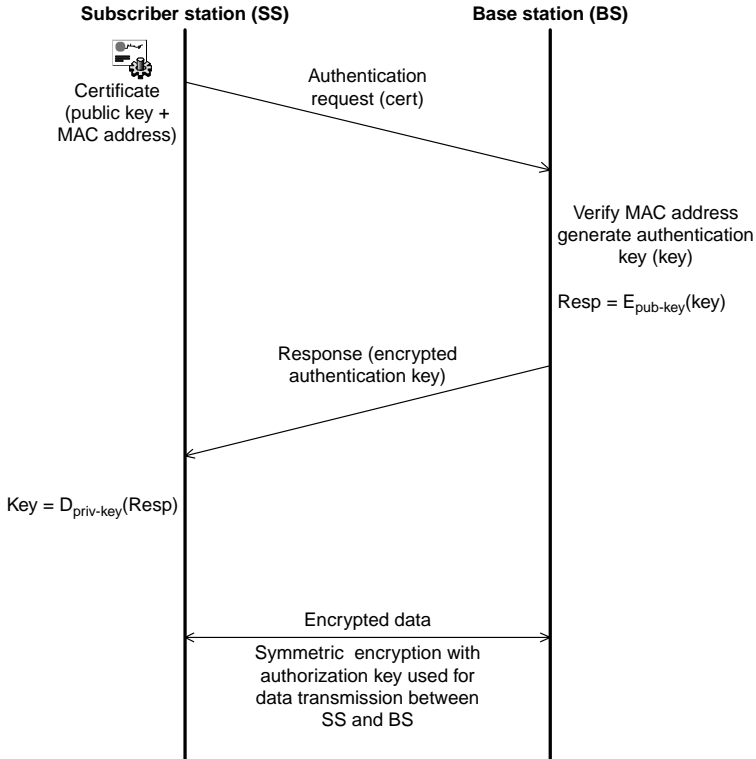 Subscriber station (SS)
Base station (BS)
Certificate
(public key +
MAC address)
Authentication
request (cert)
Verify MAC address
generate authentication
key (key)
Resp = E_pub-key(key)
Response (encrypted
authentication key)
Key = D_priv-key(Resp)
Encrypted data
Symmetric encryption with
authorization key used for
data transmission between
SS and BS